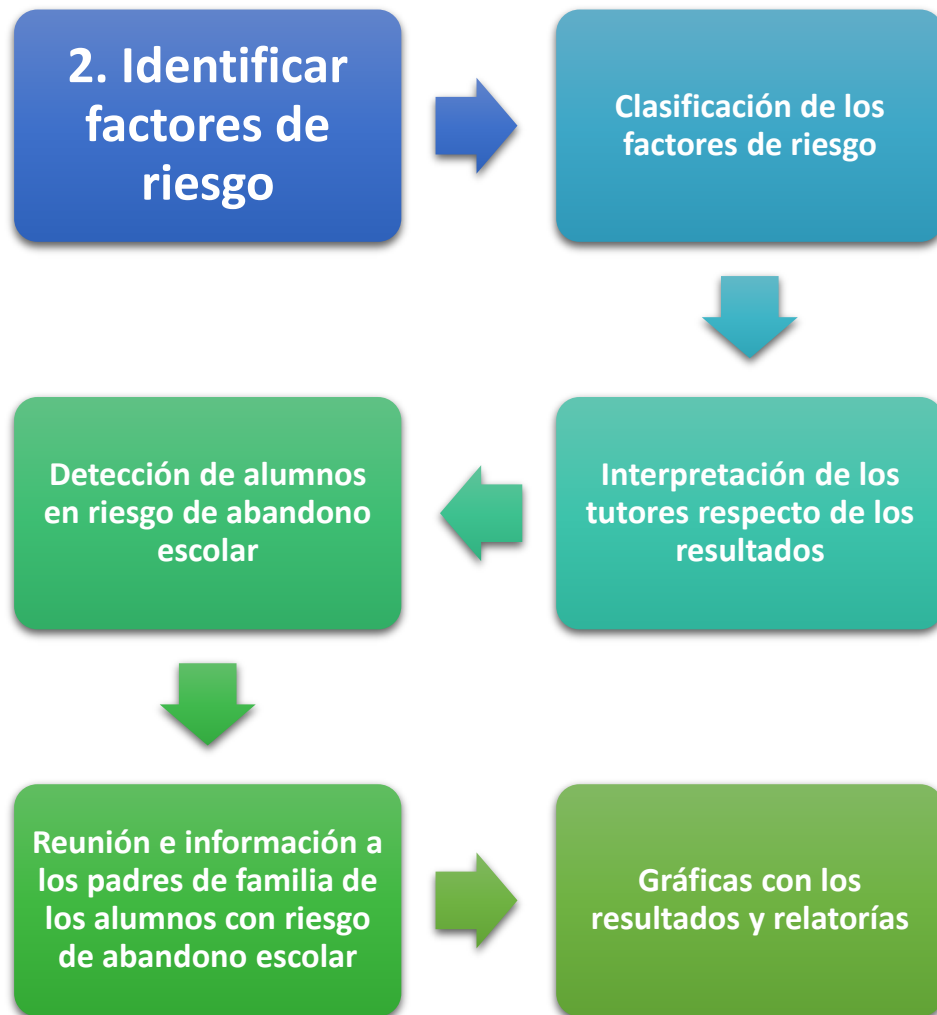 2. Identificar
factores de
riesgo
Clasificación de los
factores de riesgo
Interpretación de los
tutores respecto de los
resultados
Detección de alumnos
en riesgo de abandono
escolar
Reunión e información a
los padres de familia de
los alumnos con riesgo
de abandono escolar
Gráficas con los
resultados y relatorías